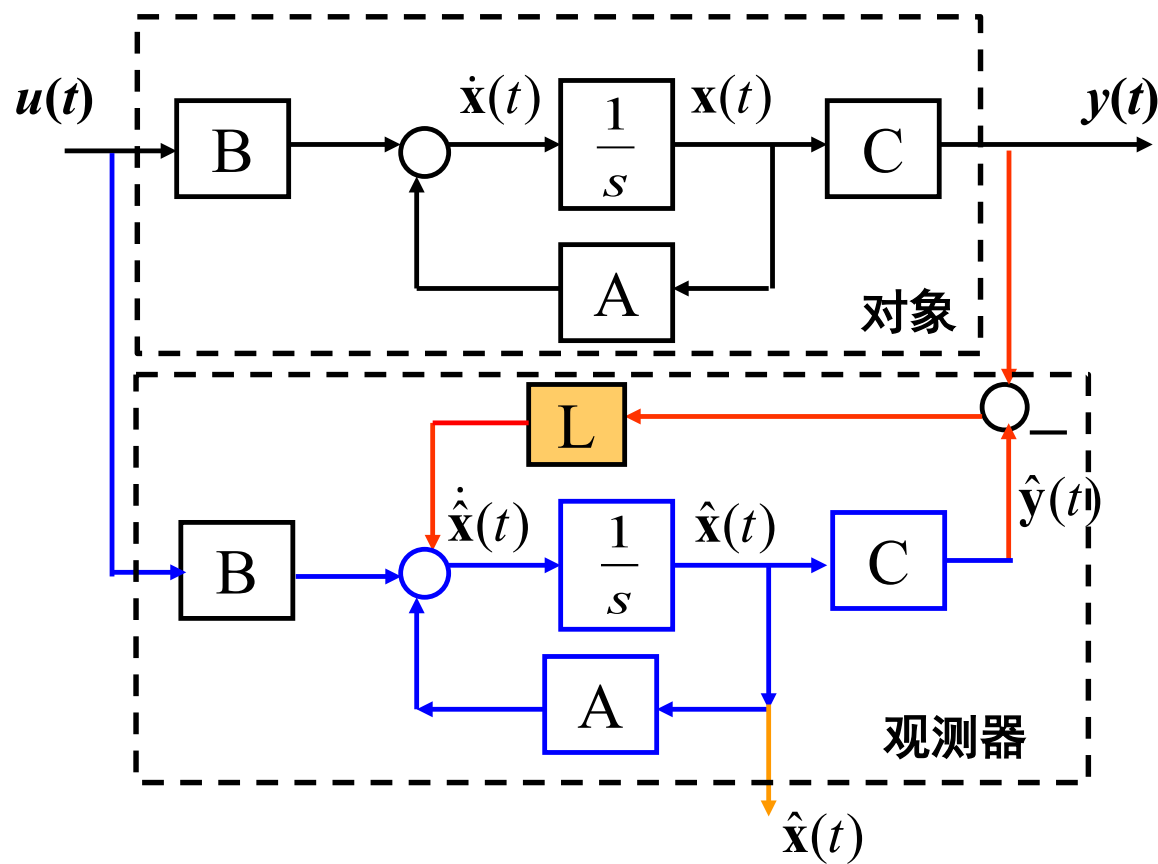 u(t)
B
ẋ(t)
1
s
x(t)
C
y(t)
A
对象
L
−
B
x̂̇(t)
1
s
x̂(t)
C
ŷ(t)
A
观测器
x̂(t)